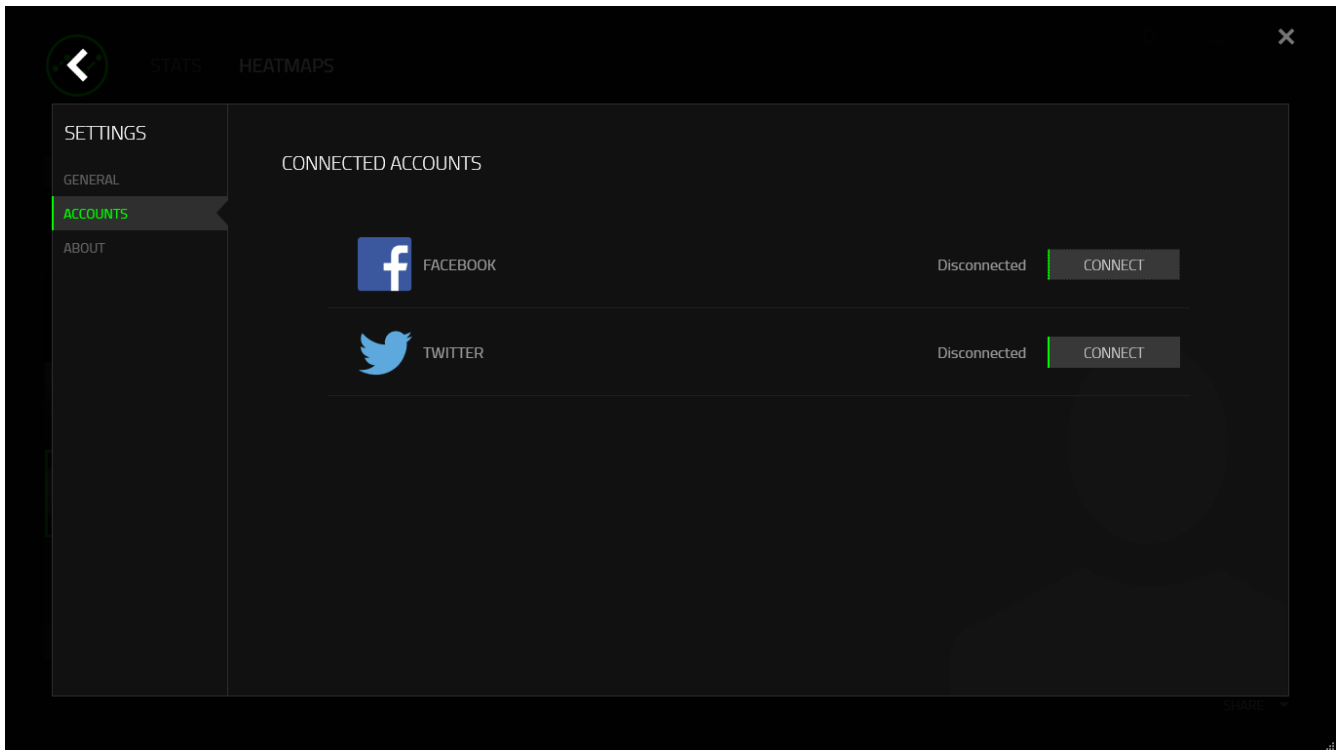 STATS HEATMAPS
SETTINGS
GENERAL
ACCOUNTS
ABOUT
CONNECTED ACCOUNTS
FACEBOOK Disconnected CONNECT
TWITTER Disconnected CONNECT
SHARE